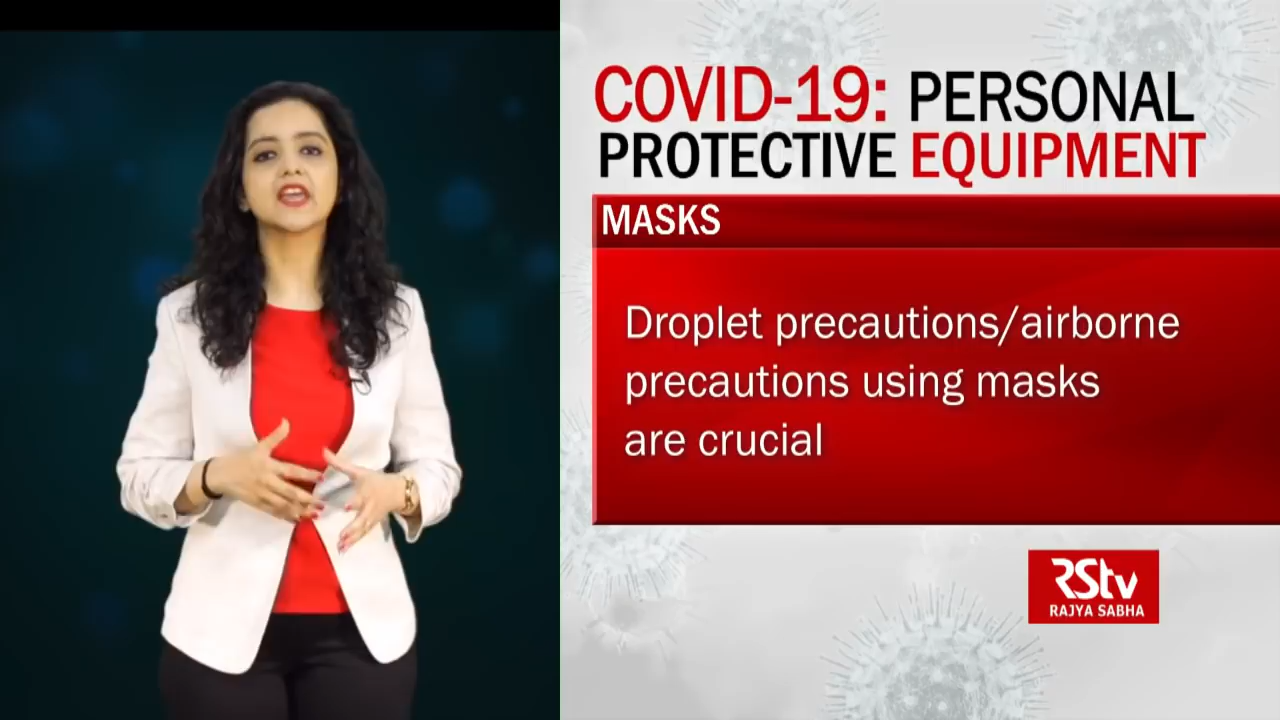 COVID-19: PERSONAL
PROTECTIVE EQUIPMENT
MASKS
Droplet precautions/airborne
precautions using masks
are crucial
RStv
RAJYA SABHA